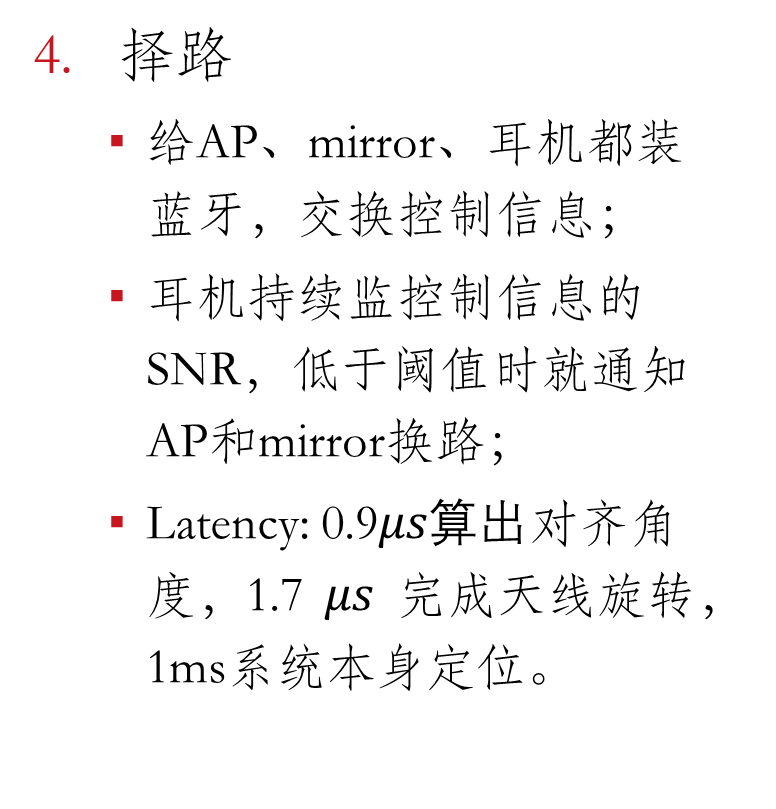 4. 择路
▪ 给AP、mirror、耳机都装
蓝牙，交换控制信息；
▪ 耳机持续监控制信息的
SNR，低于阈值时就通知
AP和mirror换路；
▪ Latency: 0.9μs算出对齐角
度，1.7 μs 完成天线旋转，
1ms系统本身定位。